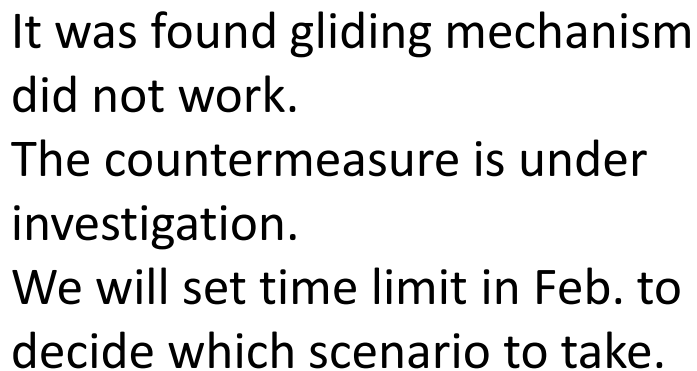 It was found gliding mechanism
did not work.
The countermeasure is under
investigation.
We will set time limit in Feb. to
decide which scenario to take.